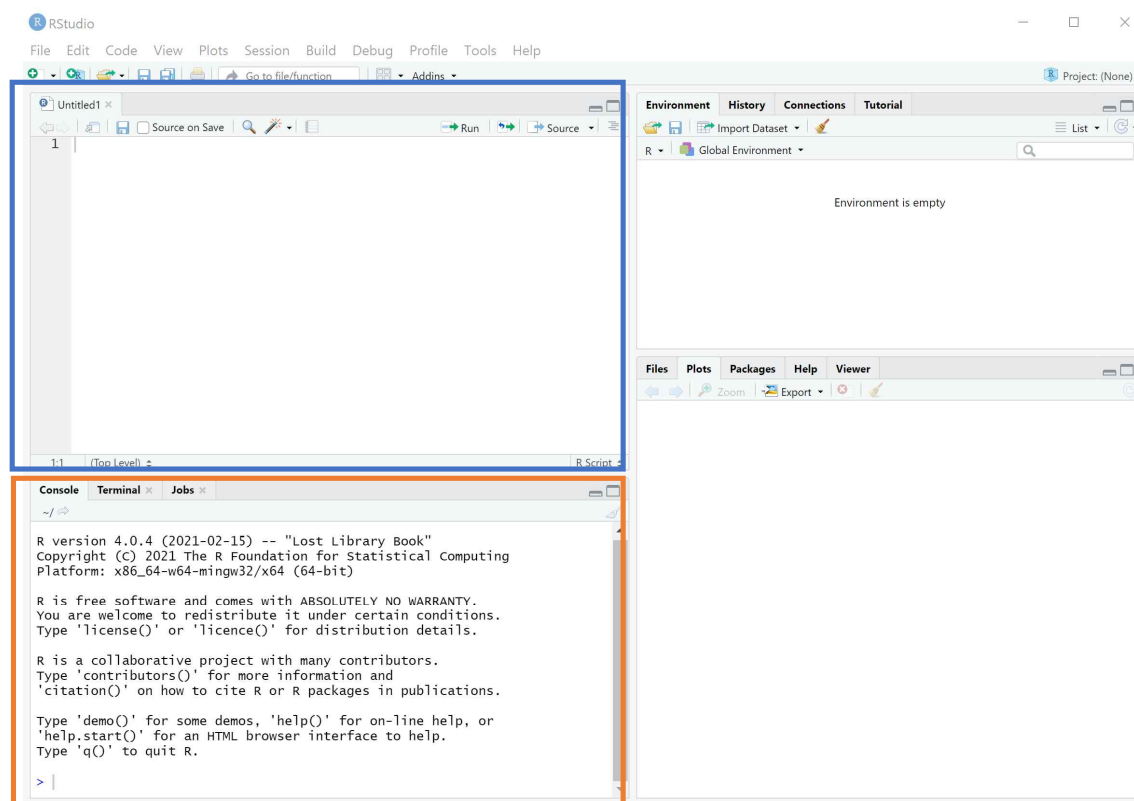 RStudio
File Edit Code View Plots Session Build Debug Profile Tools Help
Go to file/function Addins Project: (None)
Untitled1
Source on Save Run Source
1
1:1 (Top Level) R Script
Console Terminal Jobs
~/
R version 4.0.4 (2021-02-15) -- "Lost Library Book"
Copyright (C) 2021 The R Foundation for Statistical Computing
Platform: x86_64-w64-mingw32/x64 (64-bit)
R is free software and comes with ABSOLUTELY NO WARRANTY.
You are welcome to redistribute it under certain conditions.
Type 'license()' or 'licence()' for distribution details.
R is a collaborative project with many contributors.
Type 'contributors()' for more information and
'citation()' on how to cite R or R packages in publications.
Type 'demo()' for some demos, 'help()' for on-line help, or
'help.start()' for an HTML browser interface to help.
Type 'q()' to quit R.
>
Environment History Connections Tutorial
Import Dataset List
R Global Environment
Environment is empty
Files Plots Packages Help Viewer
Zoom Export